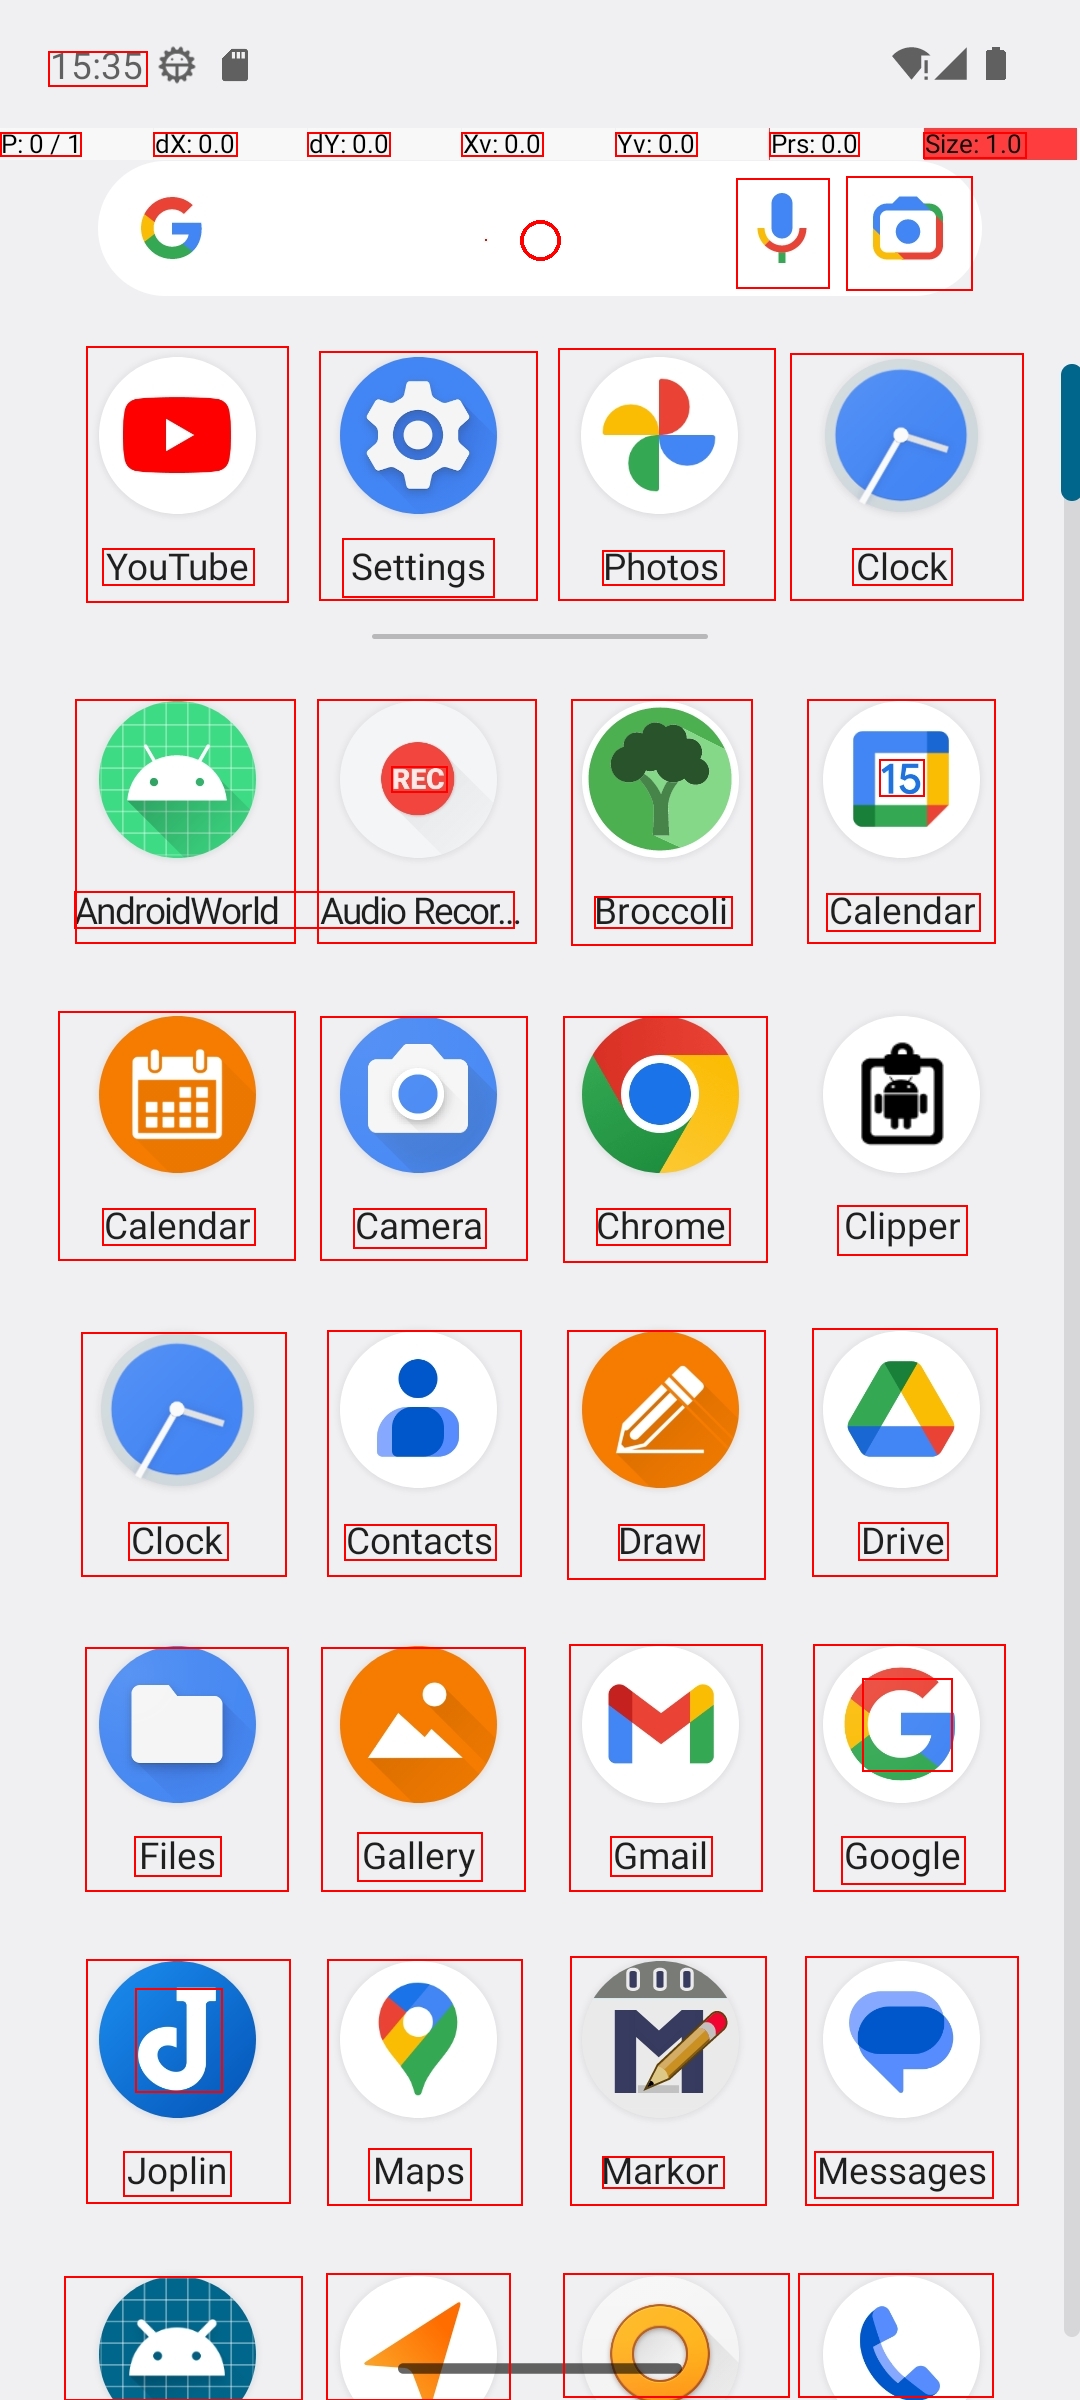 15:35
P: 0 / 1 dX: 0.0 dY: 0.0 Xv: 0.0 Yv: 0.0 Prs: 0.0 Size: 1.0
YouTube Settings Photos Clock
REC 15
AndroidWorld Audio Recor... Broccoli Calendar
Calendar Camera Chrome Clipper
Clock Contacts Draw Drive
Files Gallery Gmail Google
Joplin Maps Markor Messages